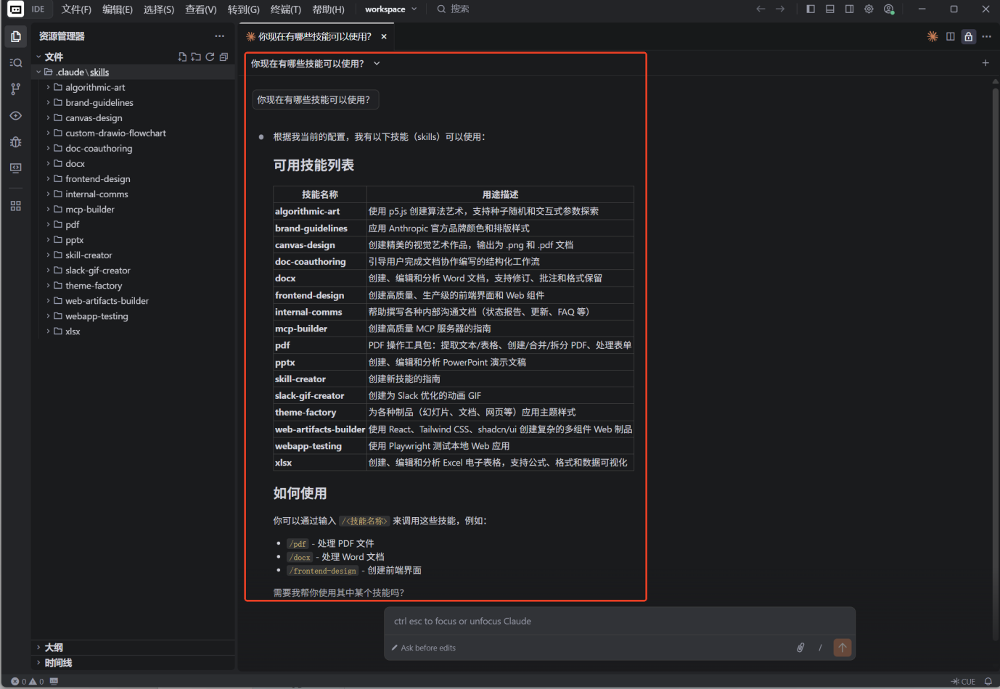 IDE 文件(F) 编辑(E) 选择(S) 查看(V) 转到(G) 终端(T) 帮助(H) workspace 搜索
资源管理器
文件
.claude\skills
algorithmic-art
brand-guidelines
canvas-design
custom-drawio-flowchart
doc-coauthoring
docx
frontend-design
internal-comms
mcp-builder
pdf
pptx
skill-creator
slack-gif-creator
theme-factory
web-artifacts-builder
webapp-testing
xlsx
大纲
时间线
你现在有哪些技能可以使用?
你现在有哪些技能可以使用?
你现在有哪些技能可以使用?
根据我当前的配置，我有以下技能（skills）可以使用：
可用技能列表
技能名称 用途描述
algorithmic-art 使用 p5.js 创建算法艺术，支持种子随机和交互式参数探索
brand-guidelines 应用 Anthropic 官方品牌颜色和排版样式
canvas-design 创建精美的视觉艺术作品，输出为 .png 和 .pdf 文档
doc-coauthoring 引导用户完成文档协作编写的结构化工作流
docx 创建、编辑和分析 Word 文档，支持修订、批注和格式保留
frontend-design 创建高质量、生产级的前端界面和 Web 组件
internal-comms 帮助撰写各种内部沟通文档（状态报告、更新、FAQ 等）
mcp-builder 创建高质量 MCP 服务器的指南
pdf PDF 操作工具包：提取文本/表格、创建/合并/拆分 PDF、处理表单
pptx 创建、编辑和分析 PowerPoint 演示文稿
skill-creator 创建新技能的指南
slack-gif-creator 创建为 Slack 优化的动画 GIF
theme-factory 为各种制品（幻灯片、文档、网页等）应用主题样式
web-artifacts-builder 使用 React、Tailwind CSS、shadcn/ui 创建复杂的多组件 Web 制品
webapp-testing 使用 Playwright 测试本地 Web 应用
xlsx 创建、编辑和分析 Excel 电子表格，支持公式、格式和数据可视化
如何使用
你可以通过输入 /<技能名称> 来调用这些技能，例如：
• /pdf - 处理 PDF 文件
• /docx - 处理 Word 文档
• /frontend-design - 创建前端界面
需要我帮你使用其中某个技能吗?
ctrl esc to focus or unfocus Claude
Ask before edits /
0 0 CUE